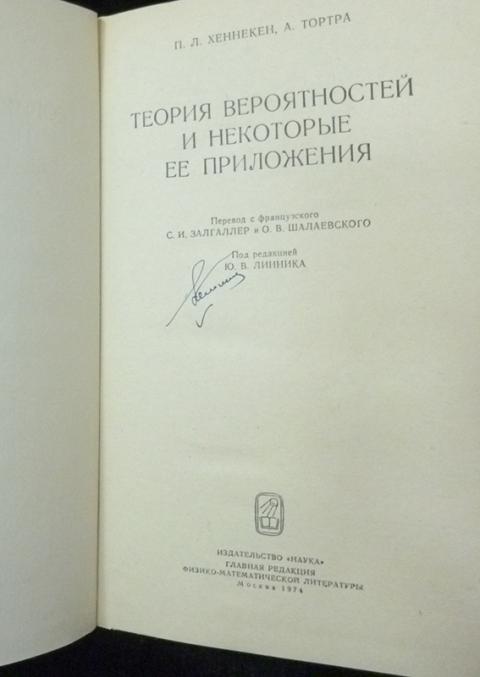 П. Л. ХЕННЕКЕН, А. ТОРТРА
ТЕОРИЯ ВЕРОЯТНОСТЕЙ
И НЕКОТОРЫЕ
ЕЕ ПРИЛОЖЕНИЯ
Перевод с французского
С. И. ЗАЛГАЛЛЕР и О. В. ШАЛАЕВСКОГО
Под редакцией
Ю. В. ЛИННИКА
ИЗДАТЕЛЬСТВО «НАУКА»
ГЛАВНАЯ РЕДАКЦИЯ
ФИЗИКО-МАТЕМАТИЧЕСКОЙ ЛИТЕРАТУРЫ
Москва 1974